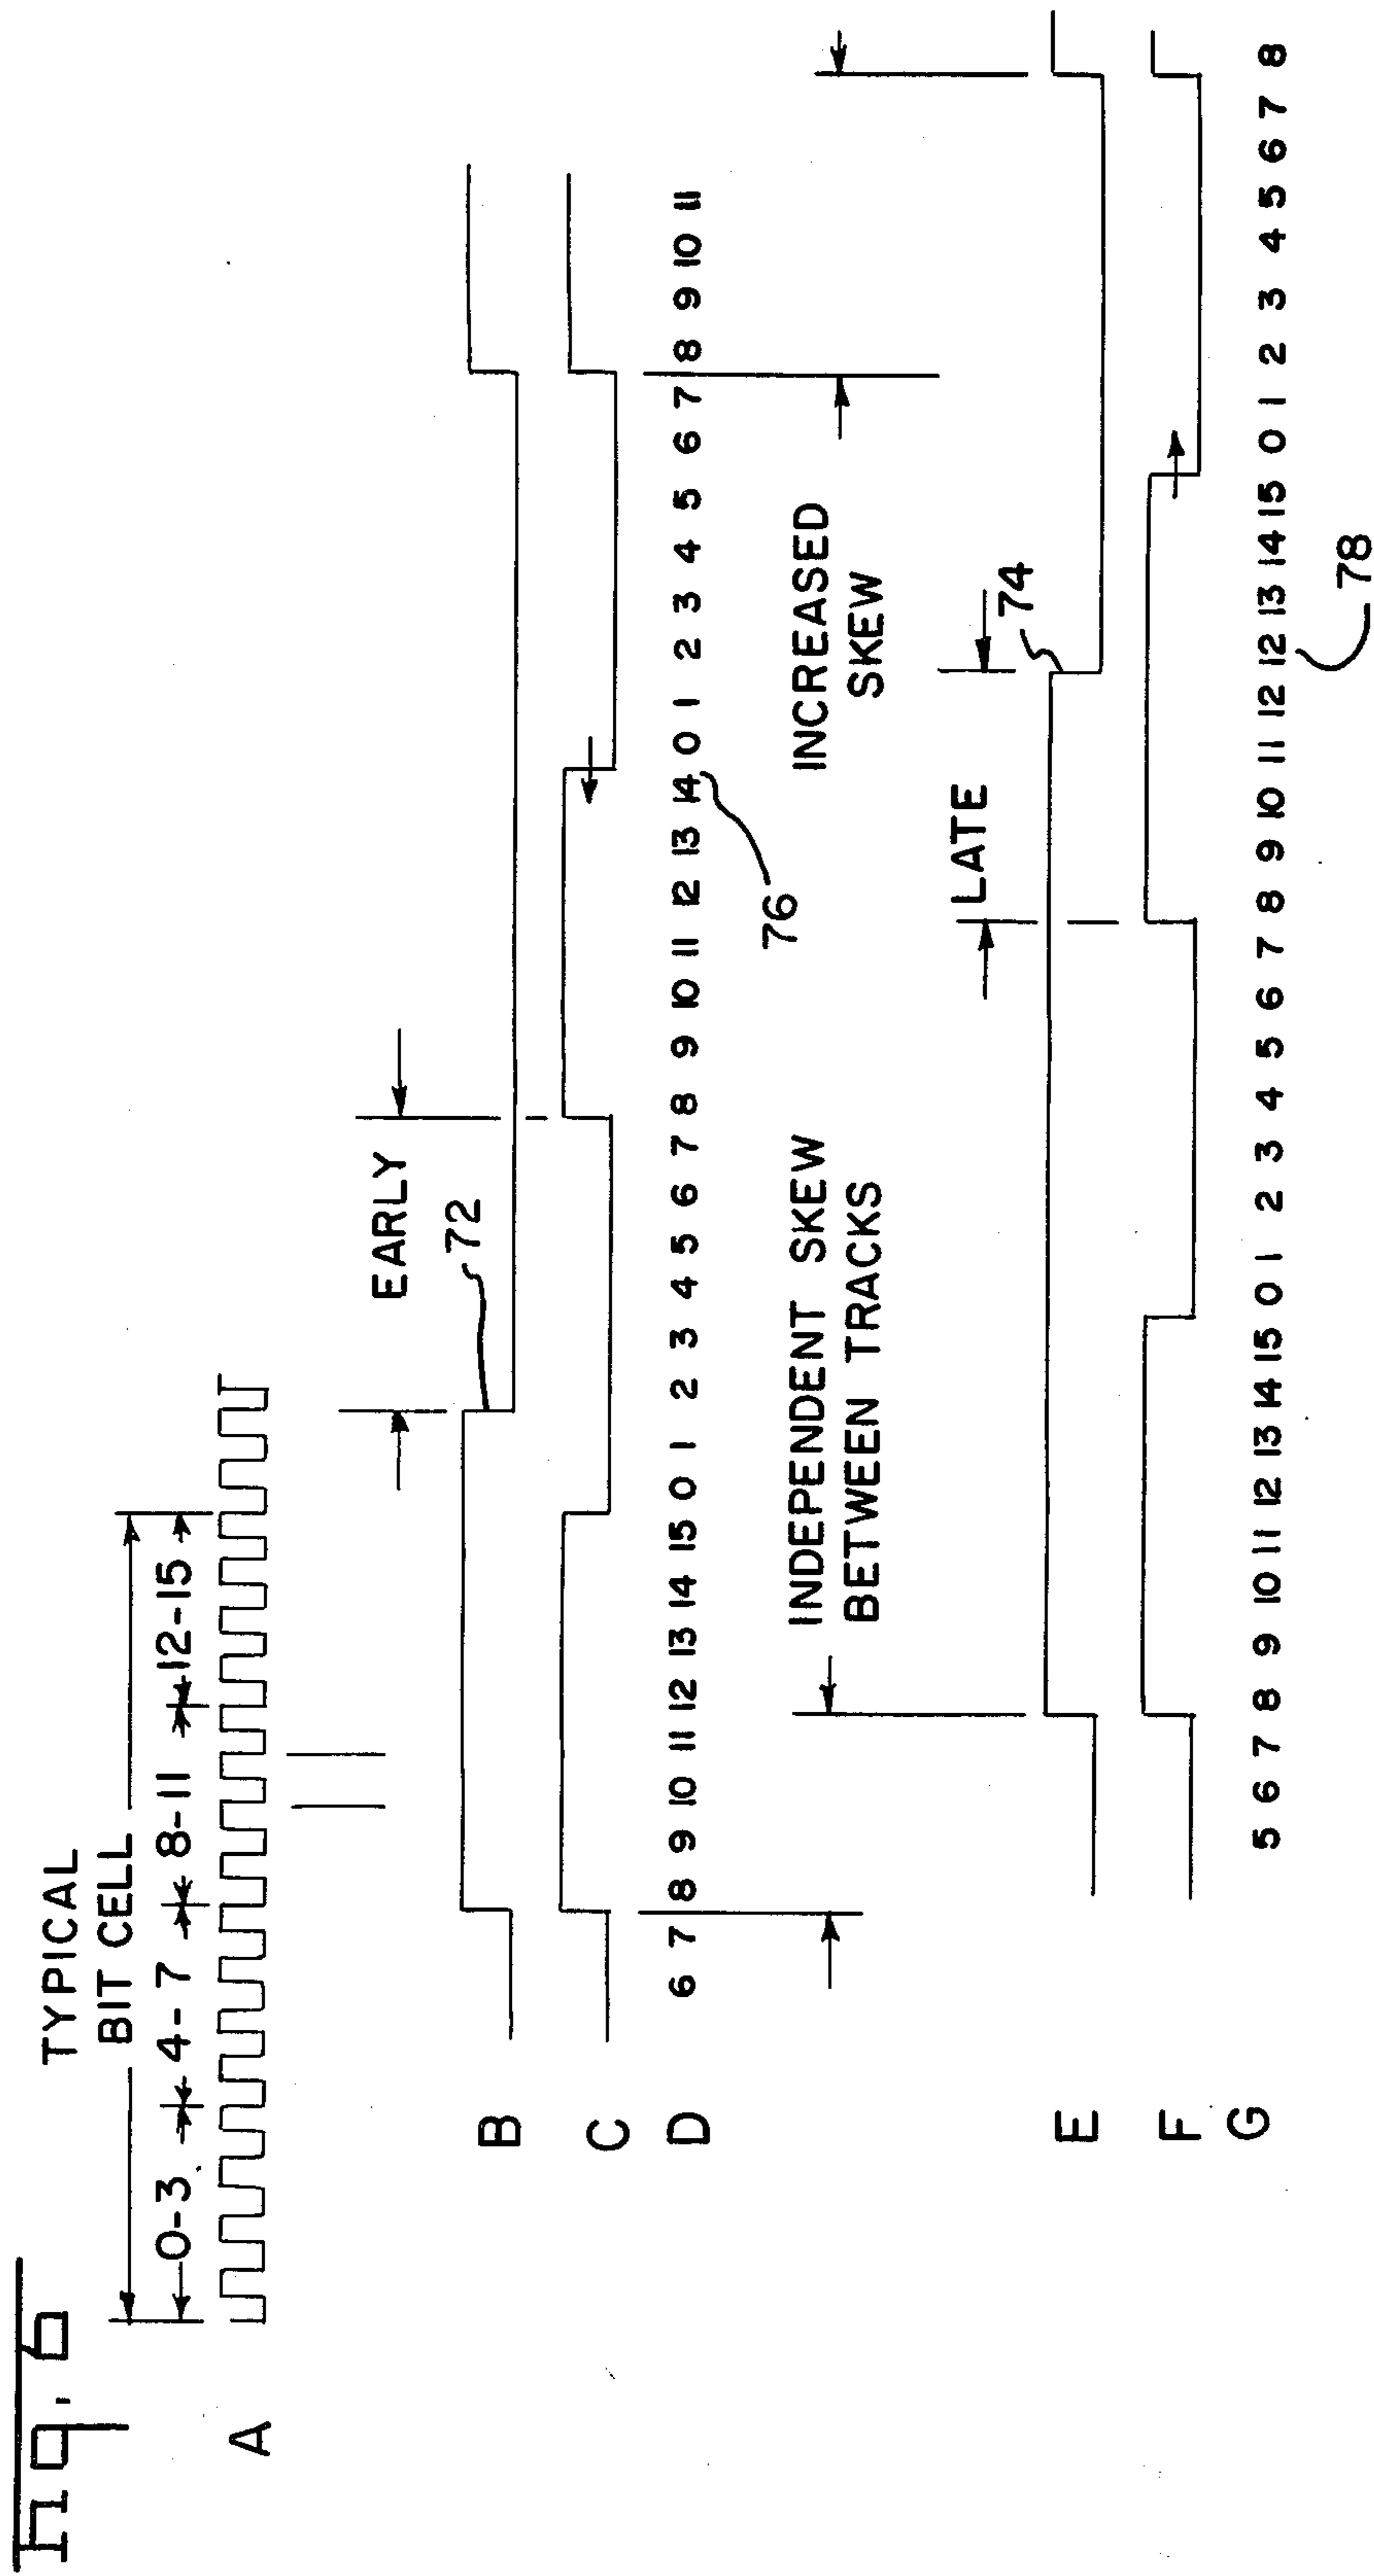 Fig. 6
TYPICAL
BIT CELL
0-3 4-7 8-11 12-15
A
EARLY
72
B
C
D 6 7 8 9 10 11 12 13 14 15 0 1 2 3 4 5 6 7 8 9 10 11 12 13 14 0 1 2 3 4 5 6 7 8 9 10 11
76
INDEPENDENT SKEW
BETWEEN TRACKS
INCREASED
SKEW
LATE
74
E
F
G 5 6 7 8 9 10 11 12 13 14 15 0 1 2 3 4 5 6 7 8 9 10 11 12 12 13 14 15 0 1 2 3 4 5 6 7 8
78